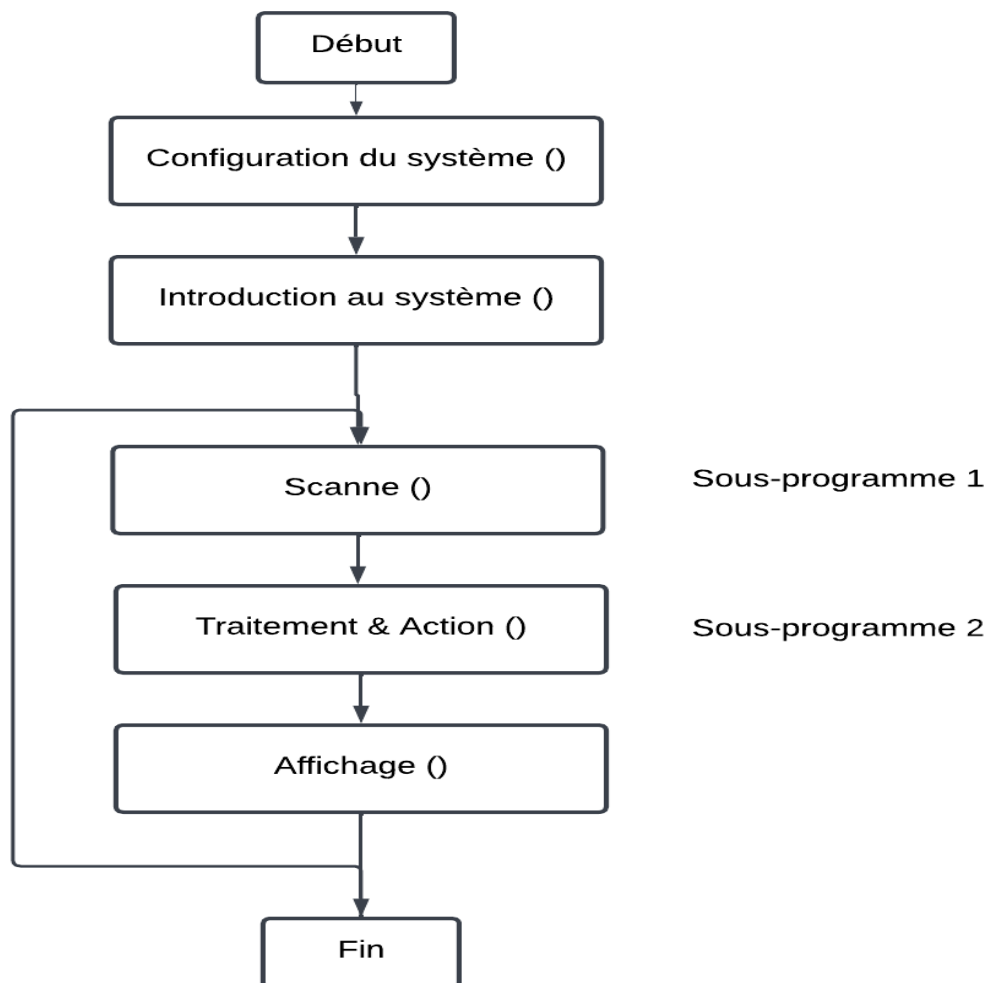 Début
Configuration du système ()
Introduction au système ()
Scanne ()
Sous-programme 1
Traitement & Action ()
Sous-programme 2
Affichage ()
Fin